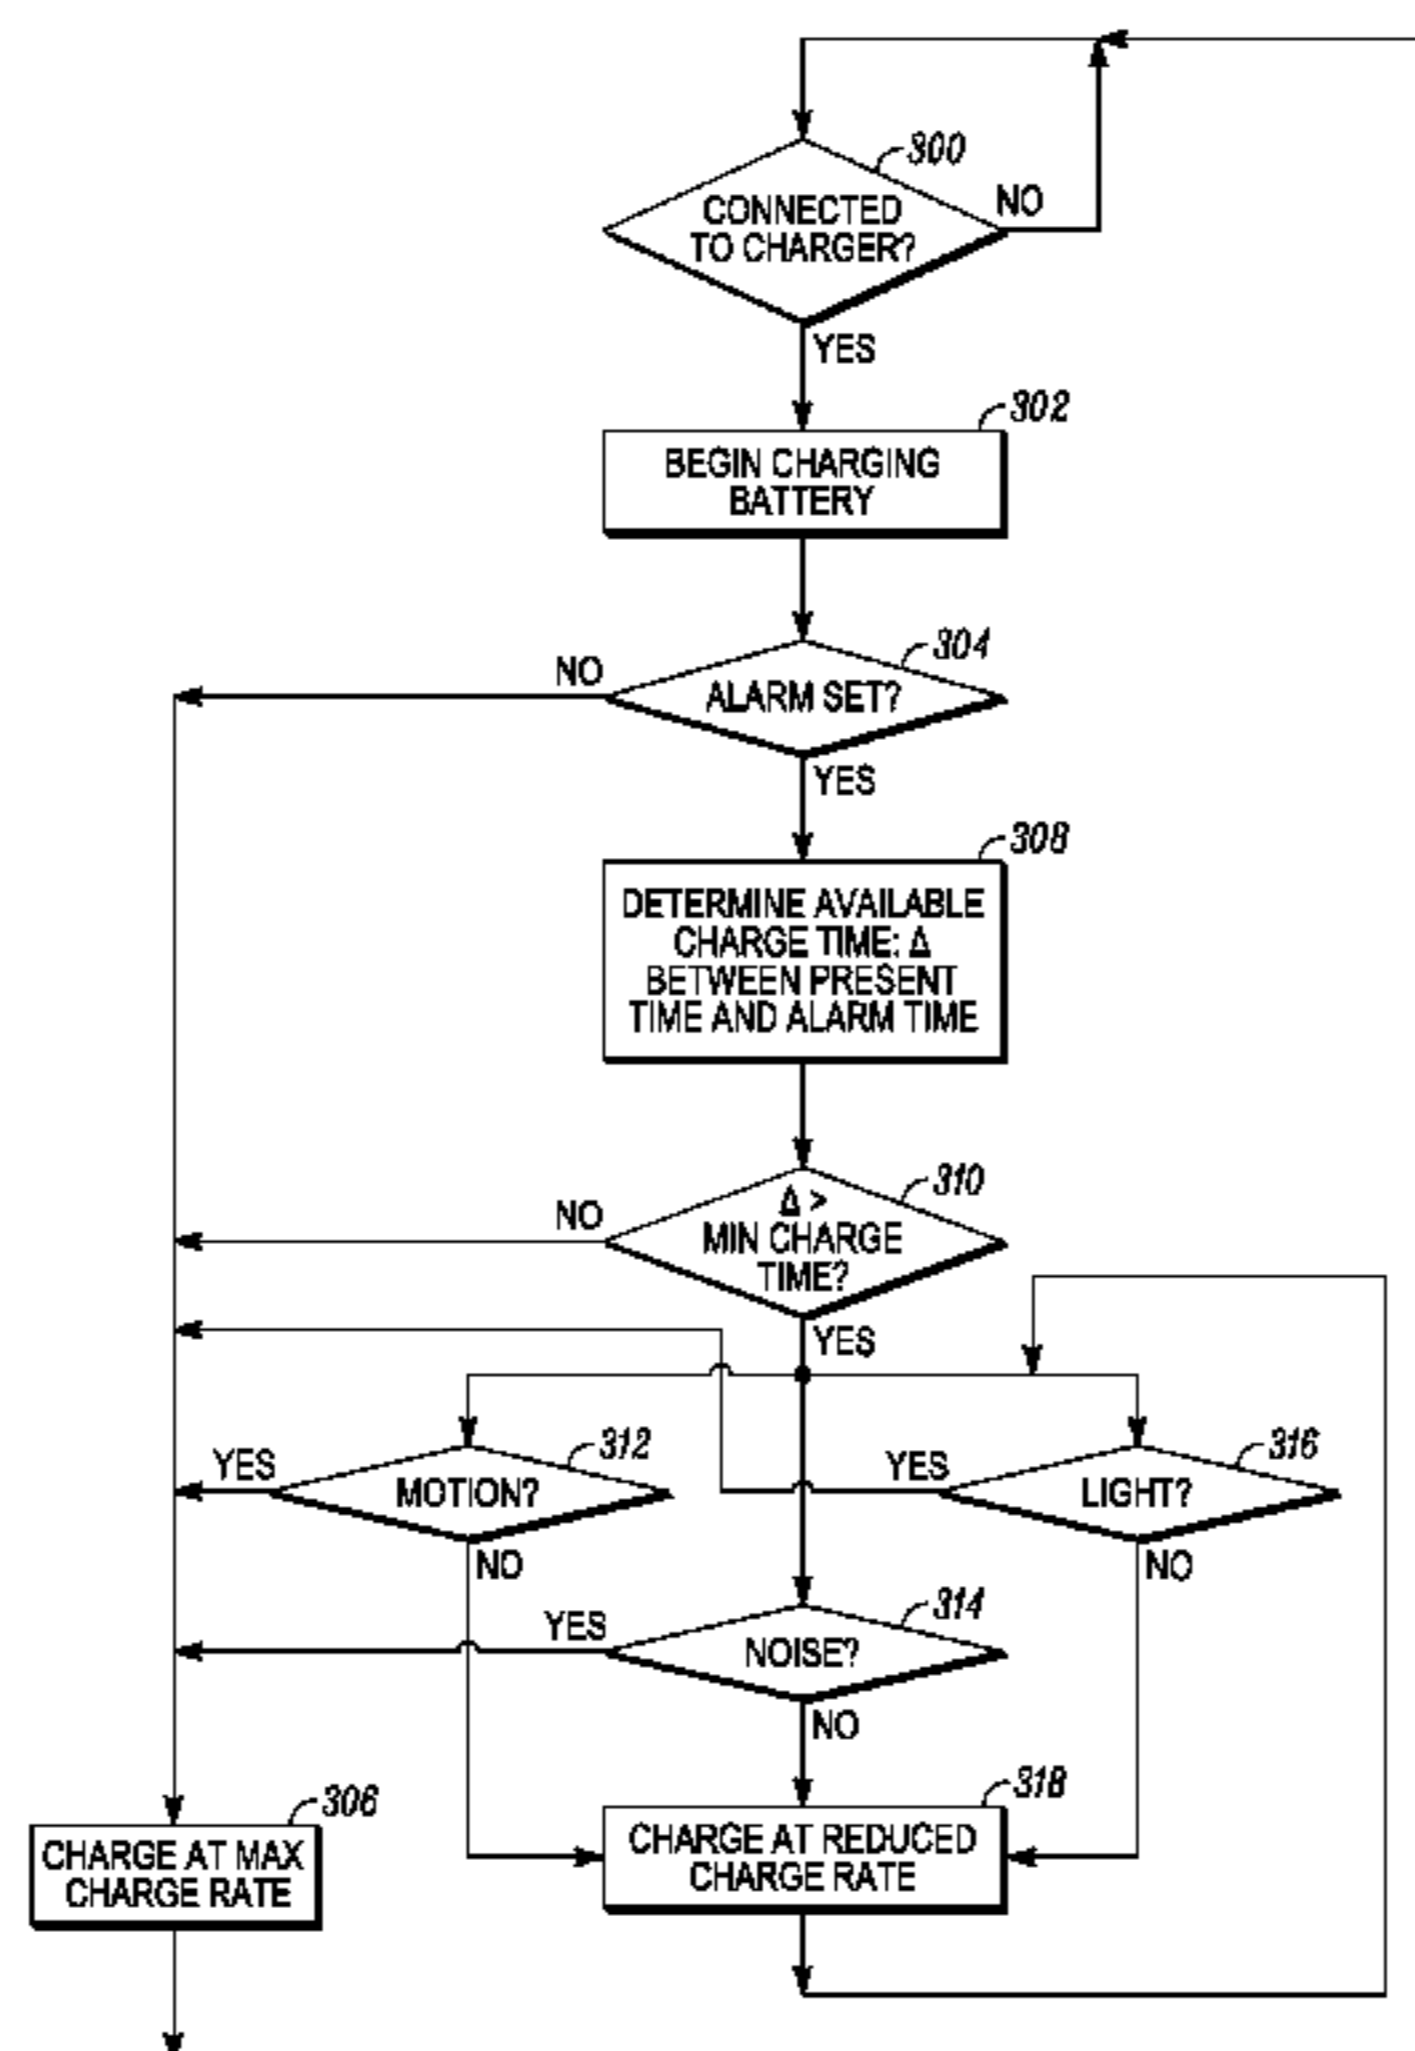 300
CONNECTED
TO CHARGER?
NO
YES
302
BEGIN CHARGING
BATTERY
304
NO
ALARM SET?
YES
308
DETERMINE AVAILABLE
CHARGE TIME: Δ
BETWEEN PRESENT
TIME AND ALARM TIME
310
NO
Δ >
MIN CHARGE
TIME?
YES
312
YES
MOTION?
NO
316
YES
LIGHT?
NO
314
YES
NOISE?
NO
306
CHARGE AT MAX
CHARGE RATE
318
CHARGE AT REDUCED
CHARGE RATE